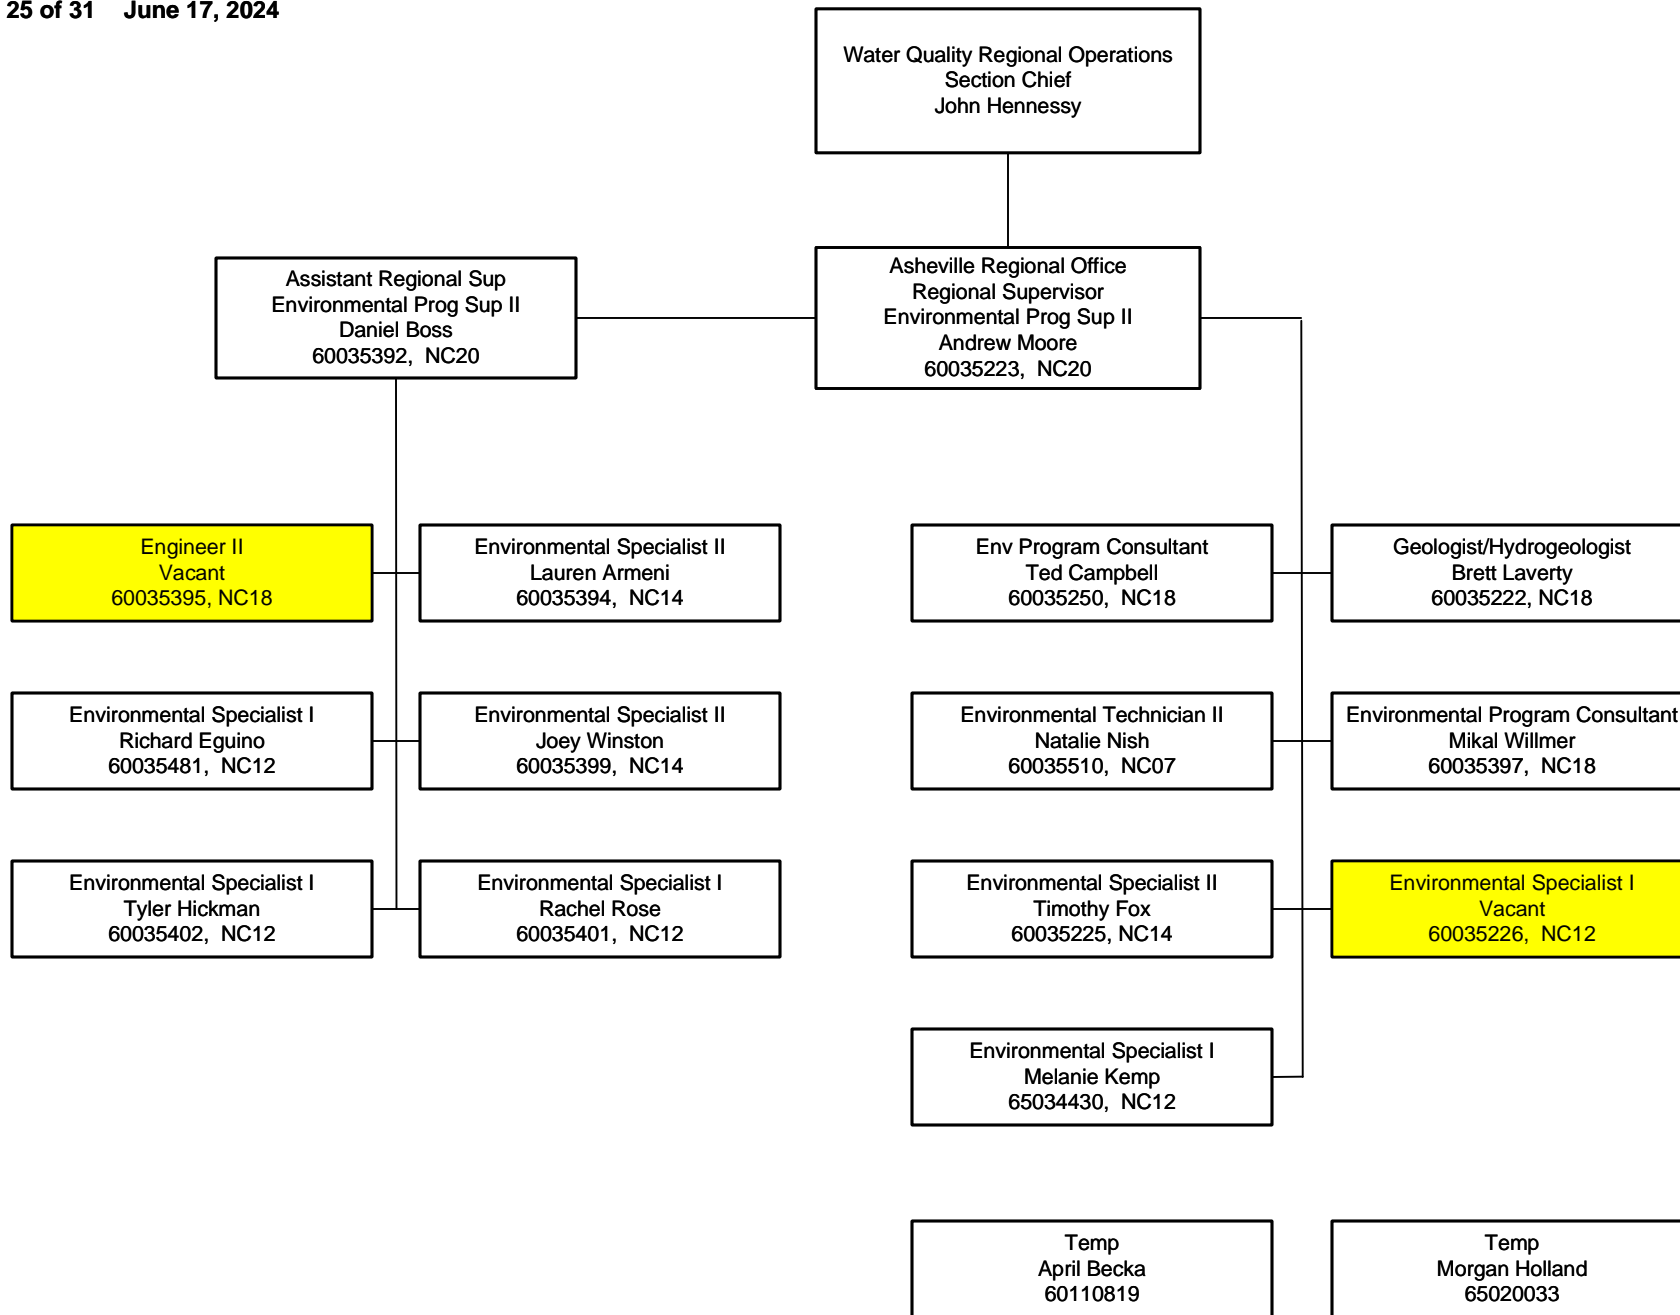 25 of 31 June 17, 2024
Water Quality Regional Operations
Section Chief
John Hennessy
Assistant Regional Sup
Environmental Prog Sup II
Daniel Boss
60035392, NC20
Asheville Regional Office
Regional Supervisor
Environmental Prog Sup II
Andrew Moore
60035223, NC20
Engineer II
Vacant
60035395, NC18
Environmental Specialist II
Lauren Armeni
60035394, NC14
Env Program Consultant
Ted Campbell
60035250, NC18
Geologist/Hydrogeologist
Brett Laverty
60035222, NC18
Environmental Specialist I
Richard Eguino
60035481, NC12
Environmental Specialist II
Joey Winston
60035399, NC14
Environmental Technician II
Natalie Nish
60035510, NC07
Environmental Program Consultant
Mikal Willmer
60035397, NC18
Environmental Specialist I
Tyler Hickman
60035402, NC12
Environmental Specialist I
Rachel Rose
60035401, NC12
Environmental Specialist II
Timothy Fox
60035225, NC14
Environmental Specialist I
Vacant
60035226, NC12
Environmental Specialist I
Melanie Kemp
65034430, NC12
Temp
April Becka
60110819
Temp
Morgan Holland
65020033